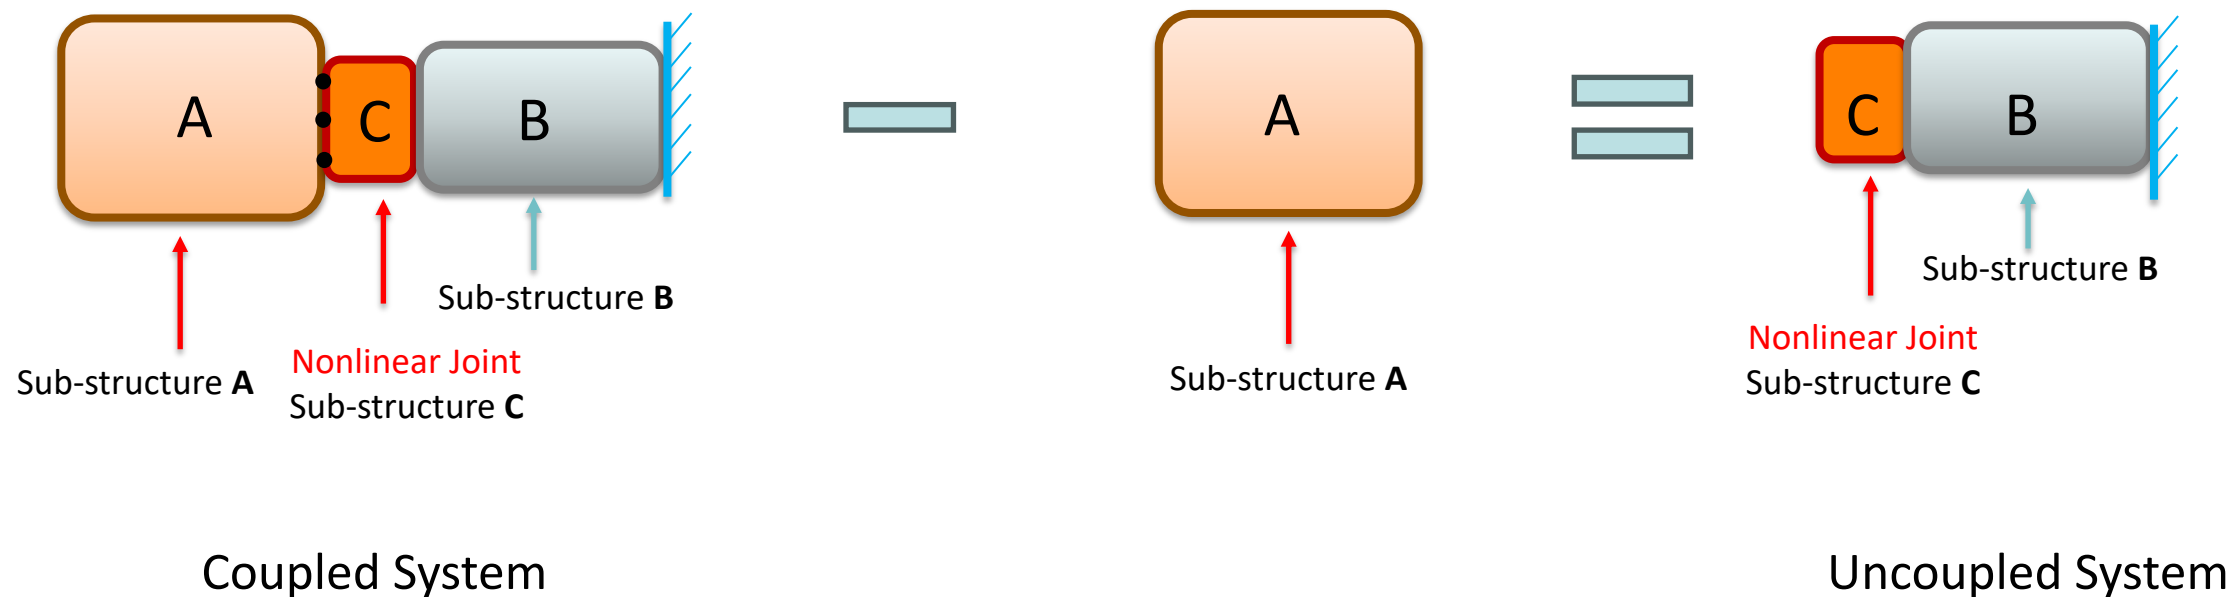 A
C
B
Sub-structure B
Sub-structure A
Nonlinear Joint
Sub-structure C
Coupled System
A
Sub-structure A
C
B
Sub-structure B
Nonlinear Joint
Sub-structure C
Uncoupled System